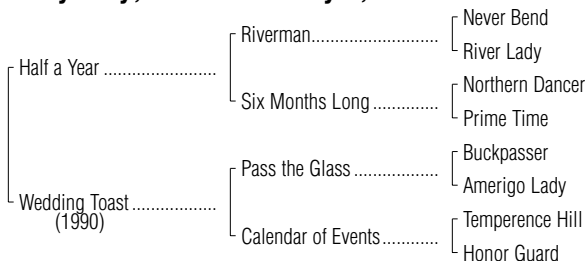 Never Bend
Riverman
River Lady
Half a Year
Northern Dancer
Six Months Long
Prime Time
Buckpasser
Pass the Glass
Amerigo Lady
Wedding Toast
(1990)
Temperence Hill
Calendar of Events
Honor Guard